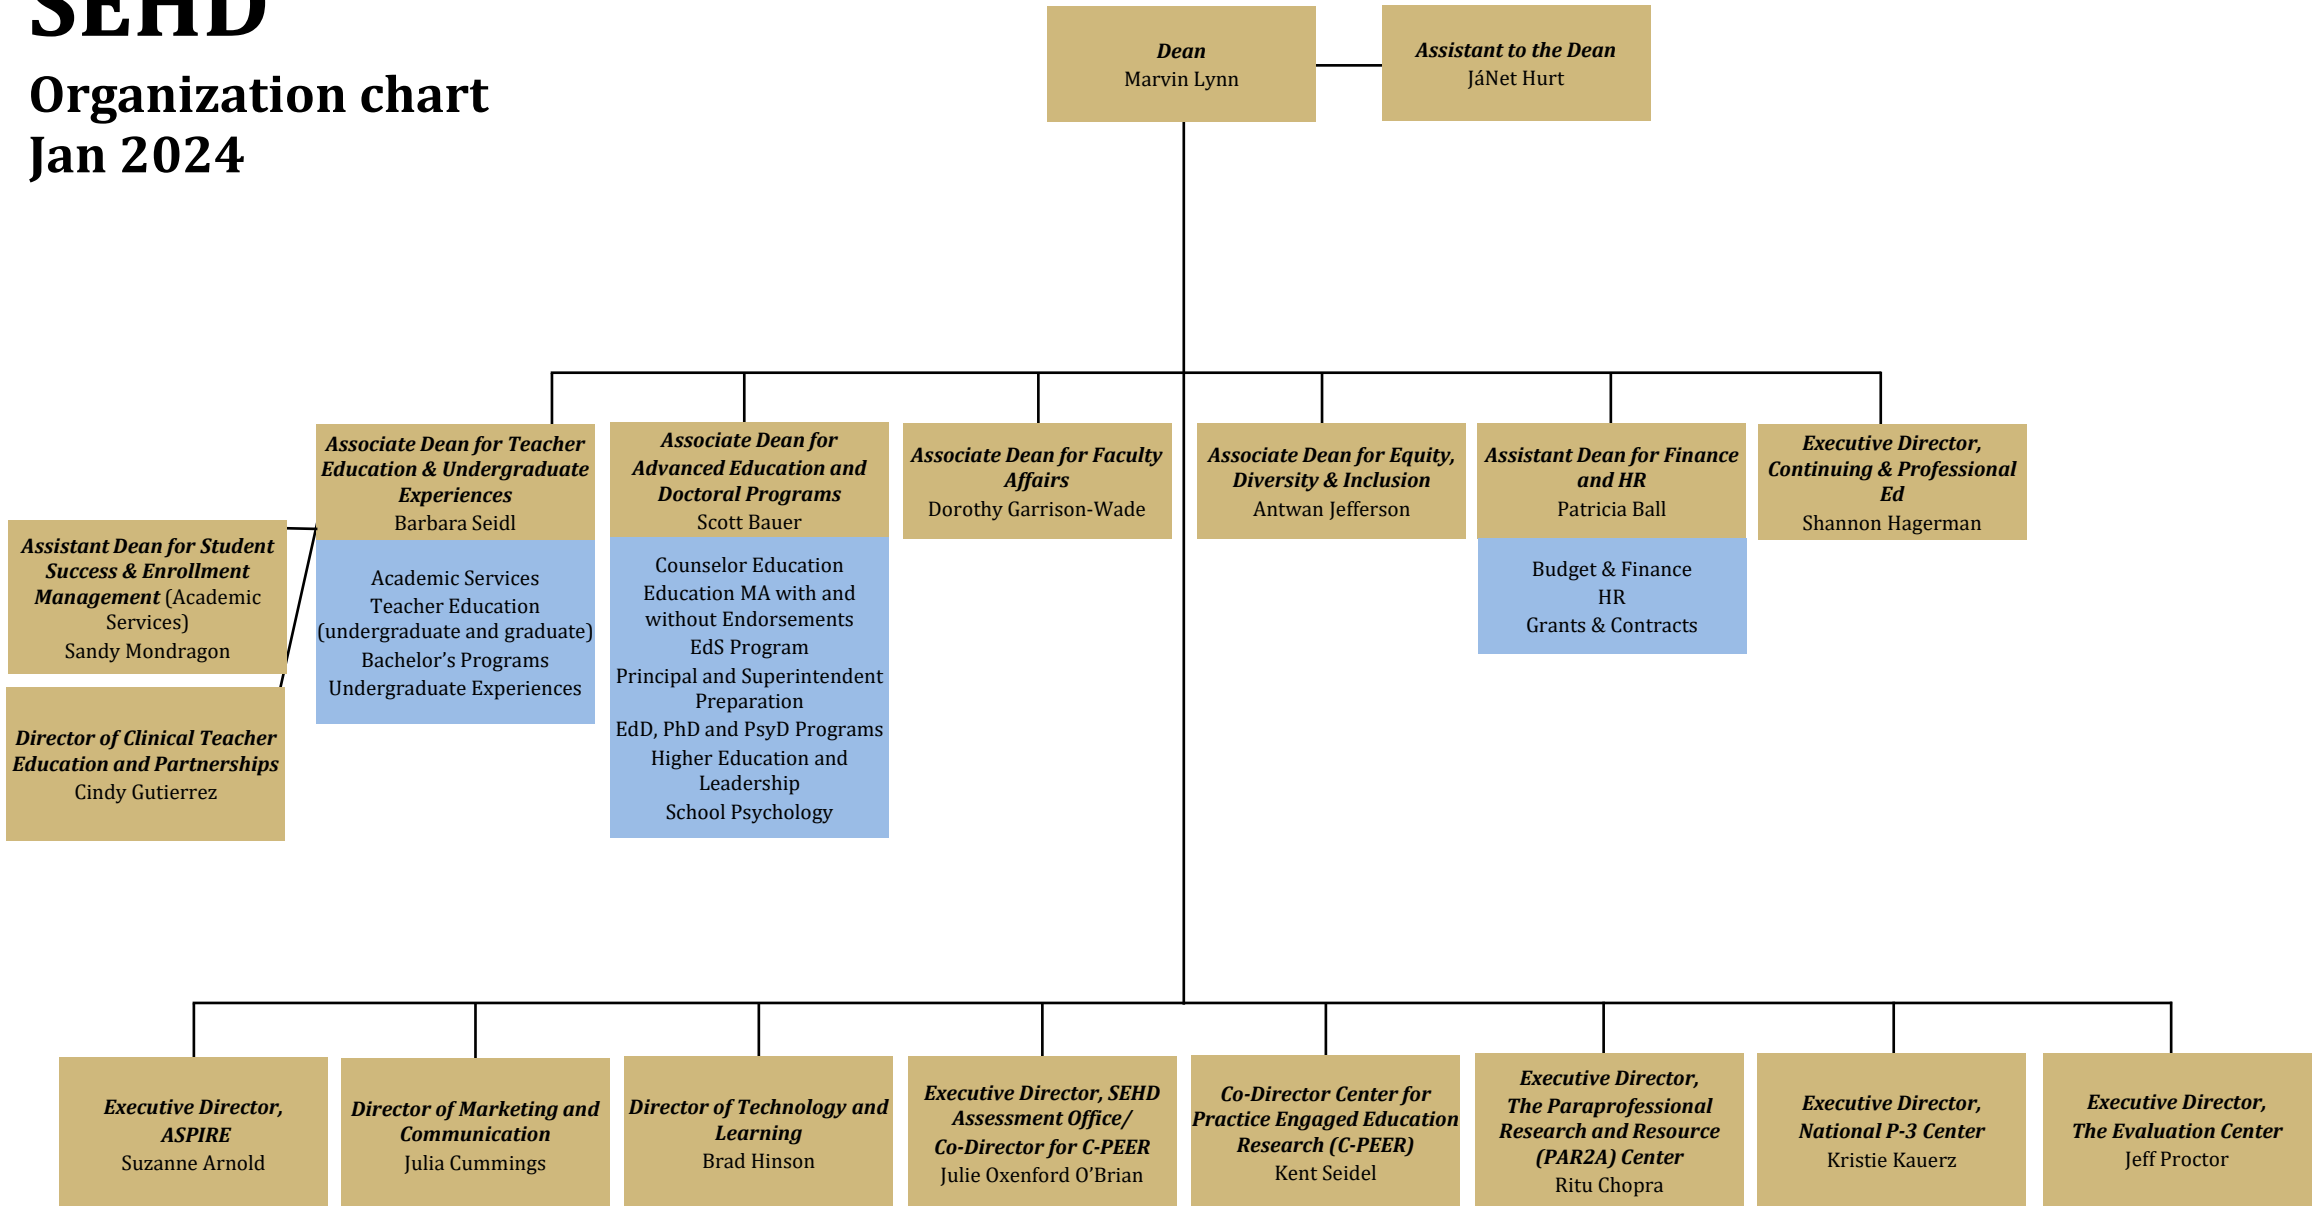 SEHD
Organization chart
Jan 2024
Dean
Marvin Lynn
Assistant to the Dean
JáNet Hurt
Associate Dean for Teacher
Education & Undergraduate
Experiences
Barbara Seidl
Academic Services
Teacher Education
(undergraduate and graduate)
Bachelor’s Programs
Undergraduate Experiences
Assistant Dean for Student
Success & Enrollment
Management (Academic
Services)
Sandy Mondragon
Director of Clinical Teacher
Education and Partnerships
Cindy Gutierrez
Associate Dean for
Advanced Education and
Doctoral Programs
Scott Bauer
Counselor Education
Education MA with and
without Endorsements
EdS Program
Principal and Superintendent
Preparation
EdD, PhD and PsyD Programs
Higher Education and
Leadership
School Psychology
Associate Dean for Faculty
Affairs
Dorothy Garrison-Wade
Associate Dean for Equity,
Diversity & Inclusion
Antwan Jefferson
Assistant Dean for Finance
and HR
Patricia Ball
Budget & Finance
HR
Grants & Contracts
Executive Director,
Continuing & Professional
Ed
Shannon Hagerman
Executive Director,
ASPIRE
Suzanne Arnold
Director of Marketing and
Communication
Julia Cummings
Director of Technology and
Learning
Brad Hinson
Executive Director, SEHD
Assessment Office/
Co-Director for C-PEER
Julie Oxenford O’Brian
Co-Director Center for
Practice Engaged Education
Research (C-PEER)
Kent Seidel
Executive Director,
The Paraprofessional
Research and Resource
(PAR2A) Center
Ritu Chopra
Executive Director,
National P-3 Center
Kristie Kauerz
Executive Director,
The Evaluation Center
Jeff Proctor